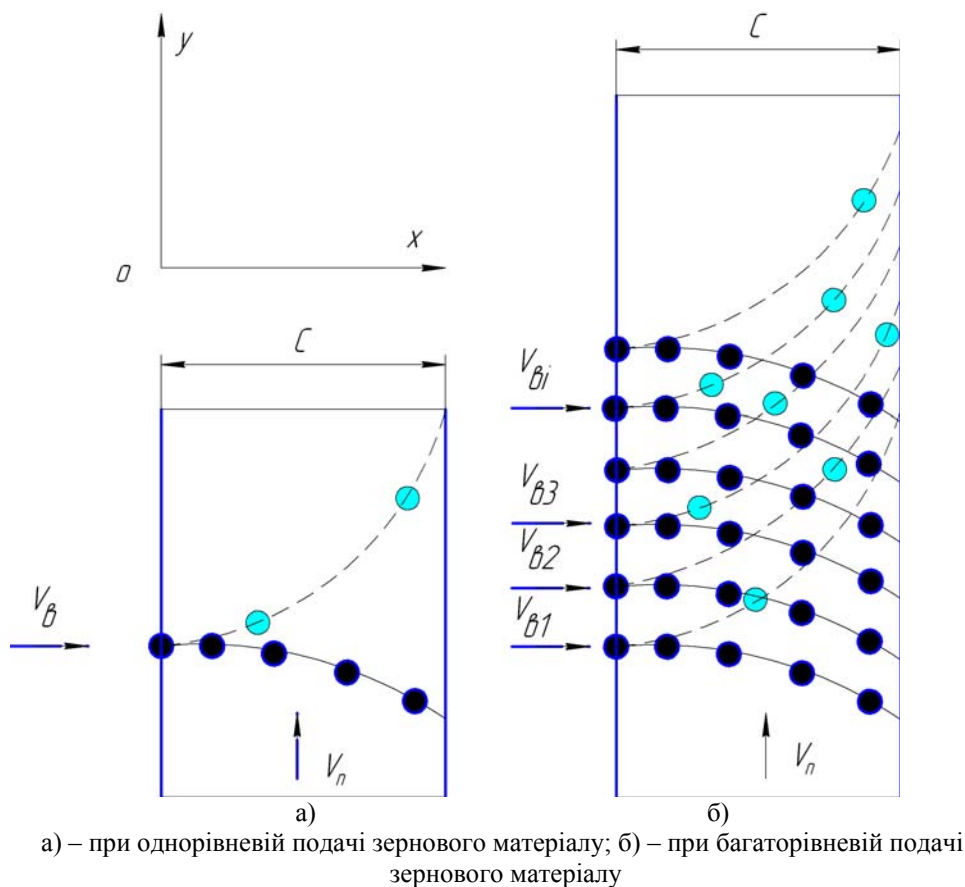 y
x
o
C
V_в
V_п
а)
C
V_вi
V_в3
V_в2
V_в1
V_п
б)
а) – при однорівневій подачі зернового матеріалу; б) – при багаторівневій подачі
зернового матеріалу